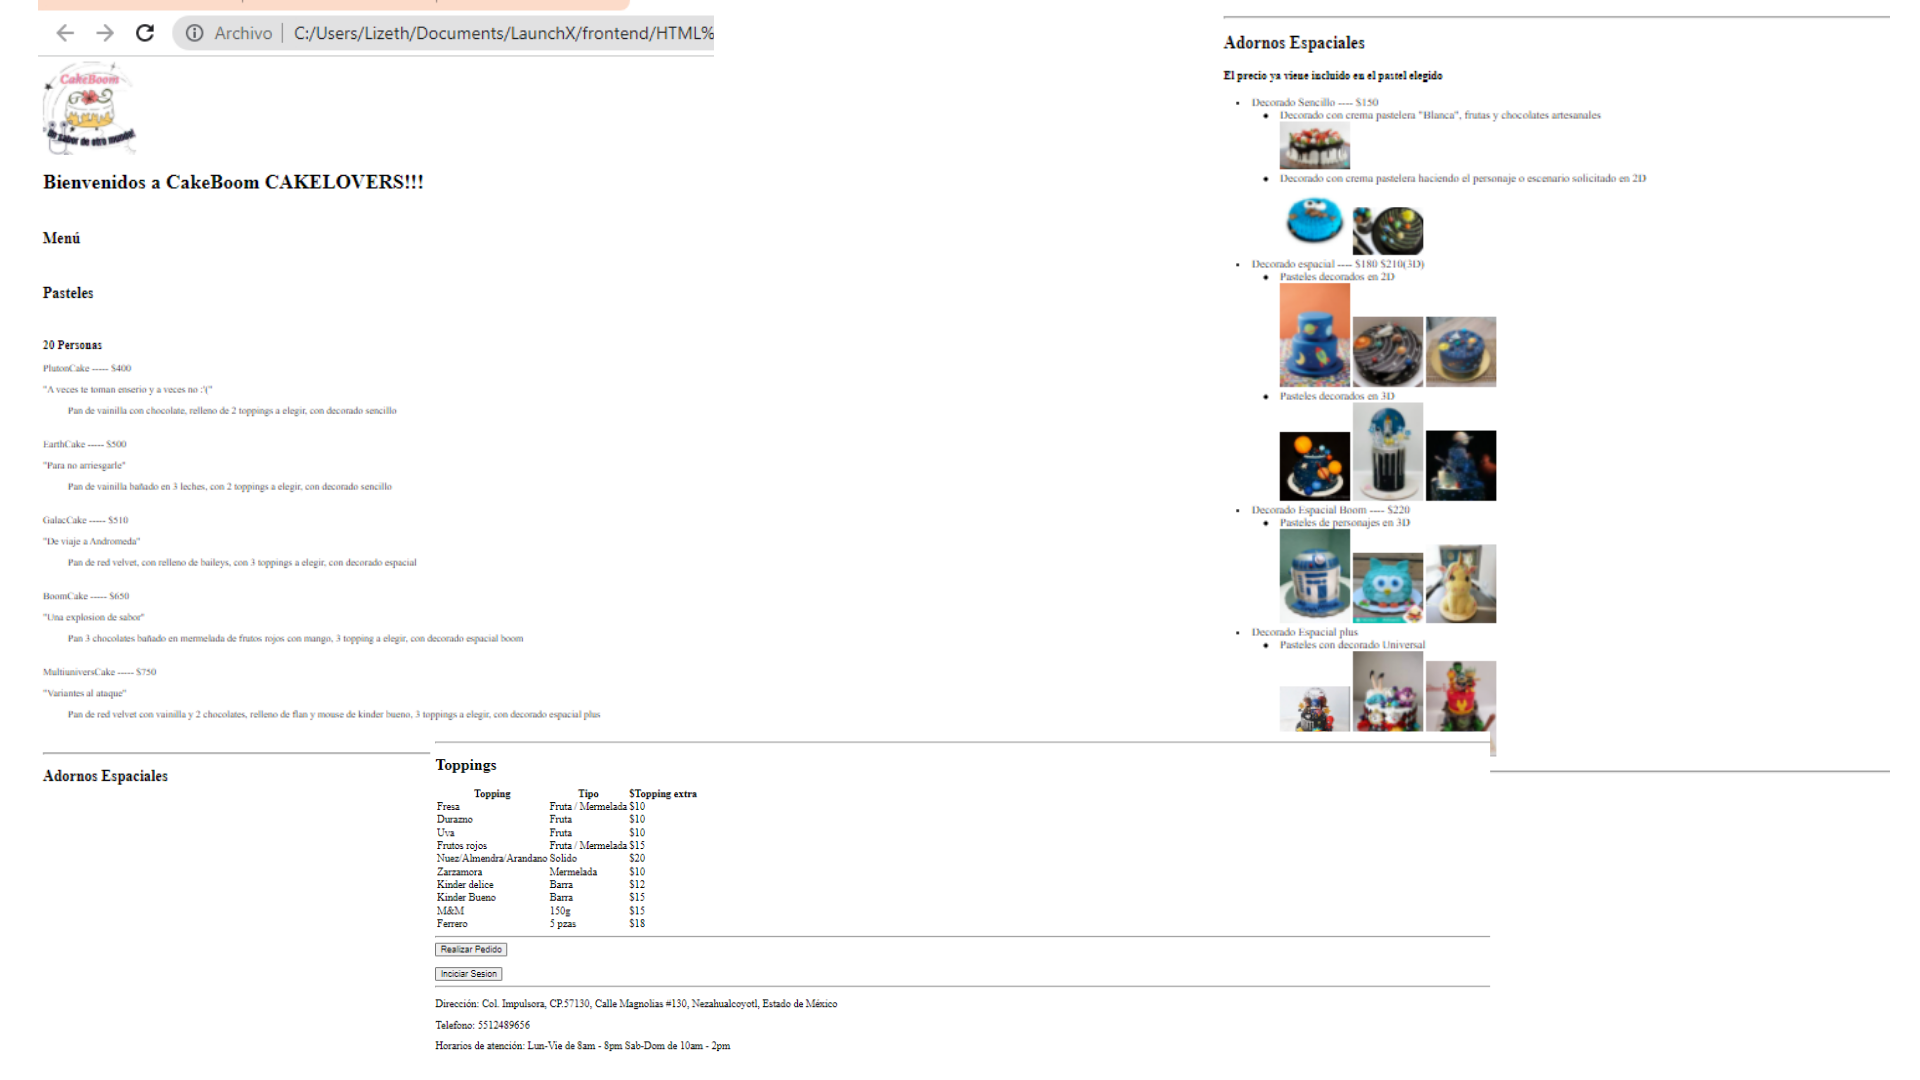 Archivo | C:/Users/Lizeth/Documents/LaunchX/frontend/HTML%
CakeBoom
Un sabor de otro mundo!
Bienvenidos a CakeBoom CAKELOVERS!!!
Menú
Pasteles
20 Personas
PlutonCake ----- $400
"A veces te toman enserio y a veces no :'("
Pan de vainilla con chocolate, relleno de 2 toppings a elegir, con decorado sencillo
EarthCake ----- $500
"Para no arriesgarle"
Pan de vainilla bañado en 3 leches, con 2 toppings a elegir, con decorado sencillo
GalacCake ----- $510
"De viaje a Andromeda"
Pan de red velvet, con relleno de baileys, con 3 toppings a elegir, con decorado espacial
BoomCake ----- $650
"Una explosion de sabor"
Pan 3 chocolates bañado en mermelada de frutos rojos con mango, 3 topping a elegir, con decorado espacial boom
MultiuniversCake ----- $750
"Variantes al ataque"
Pan de red velvet con vainilla y 2 chocolates, relleno de flan y mouse de kinder bueno, 3 toppings a elegir, con decorado espacial plus
Adornos Espaciales
Adornos Espaciales
El precio ya viene incluido en el pastel elegido
Decorado Sencillo ---- $150
Decorado con crema pastelera "Blanca", frutas y chocolates artesanales
Decorado con crema pastelera haciendo el personaje o escenario solicitado en 2D
Decorado espacial ---- $180 $210(3D)
Pasteles decorados en 2D
Pasteles decorados en 3D
Decorado Espacial Boom ---- $220
Pasteles de personajes en 3D
Decorado Espacial plus
Pasteles con decorado Universal
Toppings
Topping Tipo $Topping extra
Fresa Fruta / Mermelada $10
Durazno Fruta $10
Uva Fruta $10
Frutos rojos Fruta / Mermelada $15
Nuez/Almendra/Arandano Solido $20
Zarzamora Mermelada $10
Kinder delice Barra $12
Kinder Bueno Barra $15
M&M 150g $15
Ferrero 5 pzas $18
Realizar Pedido
Inciciar Sesion
Dirección: Col. Impulsora, CP.57130, Calle Magnolias #130, Nezahualcoyotl, Estado de México
Telefono: 5512489656
Horarios de atención: Lun-Vie de 8am - 8pm Sab-Dom de 10am - 2pm